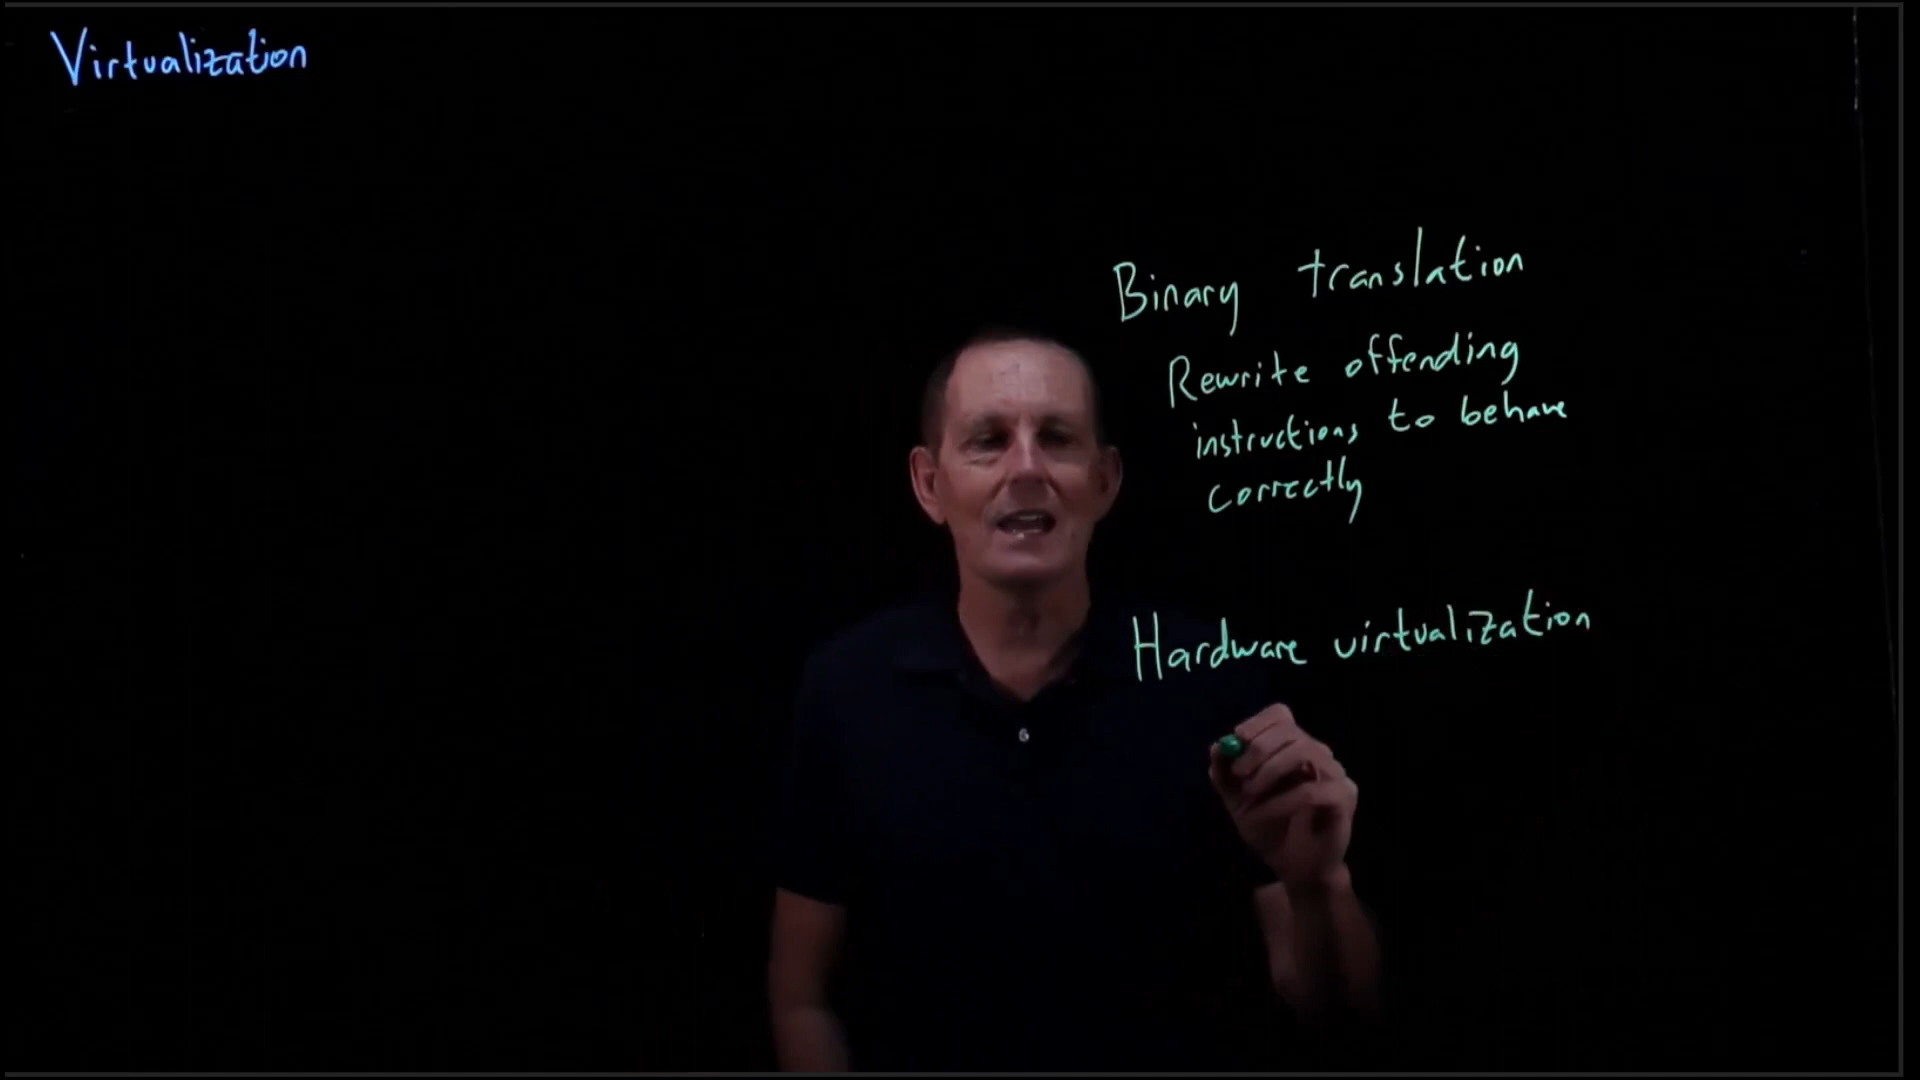 Virtualization
Binary translation
Rewrite offending
instructions to behave
correctly
Hardware virtualization